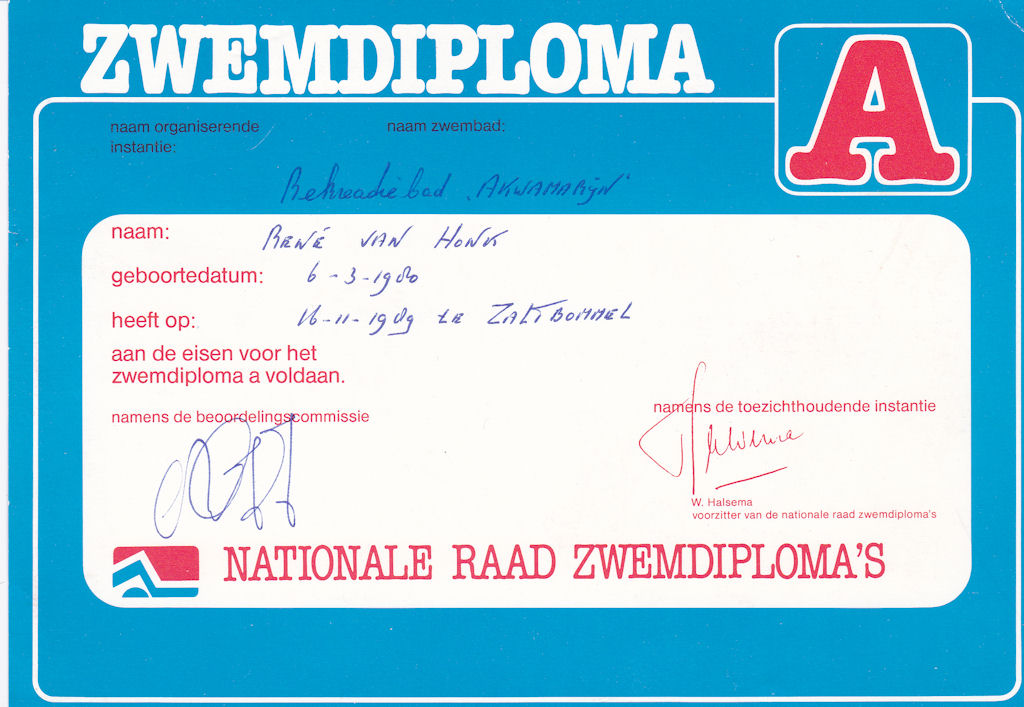 ZWEMDIPLOMA
A
naam organiserende instantie:
naam zwembad:
Rekreatiebad "AKWAMARIJN"
naam: RENÉ VAN HONK
geboortedatum: 6-3-1980
heeft op: 16-11-1989 te ZALTBOMMEL
aan de eisen voor het
zwemdiploma a voldaan.
namens de beoordelingscommissie
namens de toezichthoudende instantie
W. Halsema
voorzitter van de nationale raad zwemdiploma's
NATIONALE RAAD ZWEMDIPLOMA'S